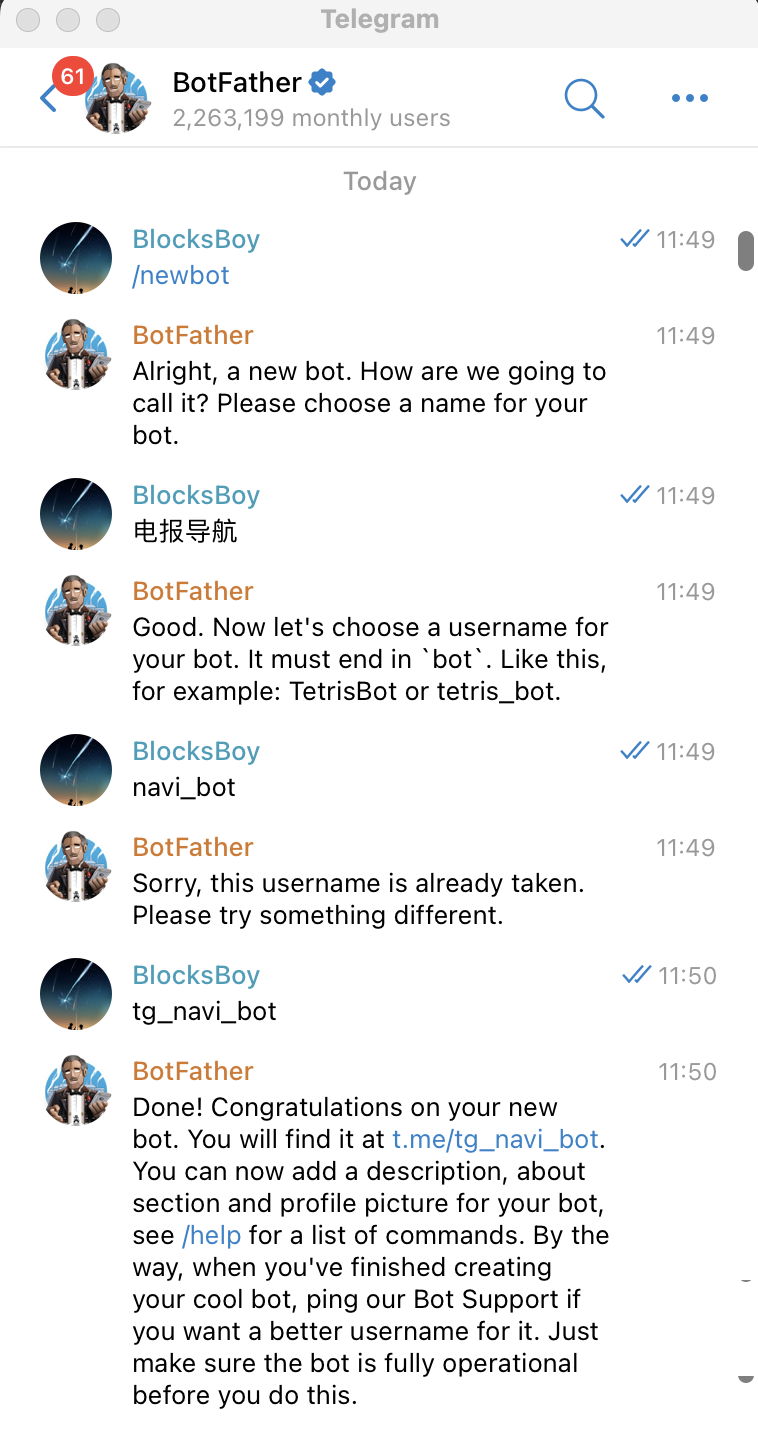 Telegram
61
BotFather
2,263,199 monthly users
Today
BlocksBoy 11:49
/newbot
BotFather 11:49
Alright, a new bot. How are we going to
call it? Please choose a name for your
bot.
BlocksBoy 11:49
电报导航
BotFather 11:49
Good. Now let's choose a username for
your bot. It must end in `bot`. Like this,
for example: TetrisBot or tetris_bot.
BlocksBoy 11:49
navi_bot
BotFather 11:49
Sorry, this username is already taken.
Please try something different.
BlocksBoy 11:50
tg_navi_bot
BotFather 11:50
Done! Congratulations on your new
bot. You will find it at t.me/tg_navi_bot.
You can now add a description, about
section and profile picture for your bot,
see /help for a list of commands. By the
way, when you've finished creating
your cool bot, ping our Bot Support if
you want a better username for it. Just
make sure the bot is fully operational
before you do this.